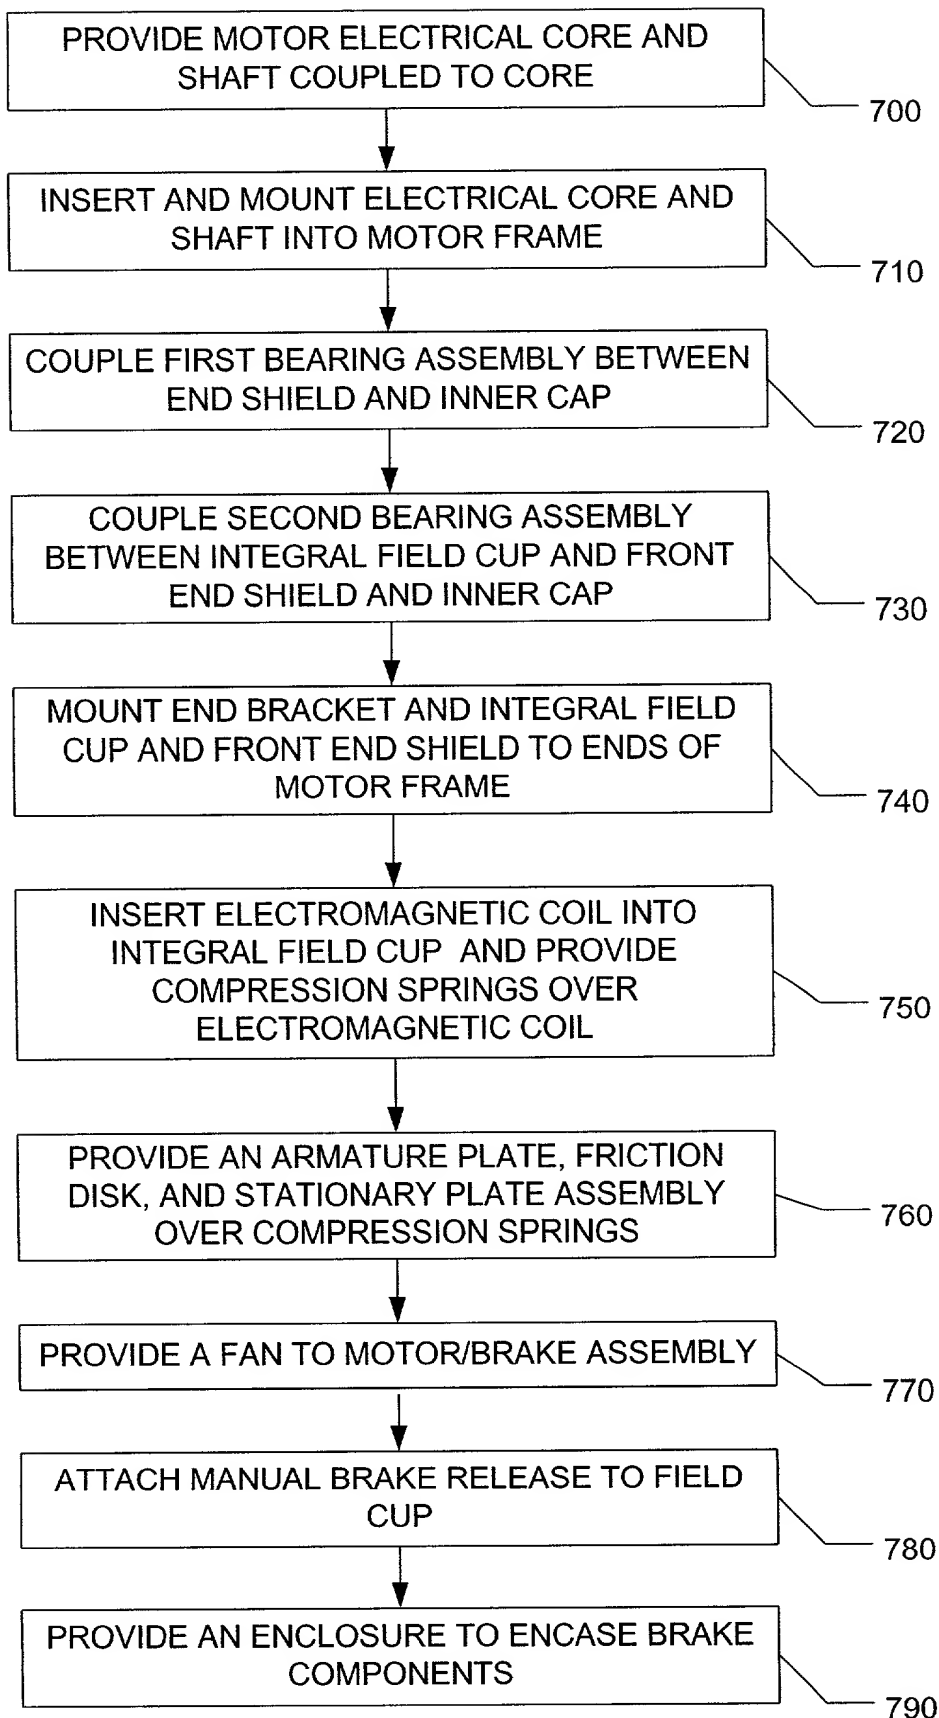 PROVIDE MOTOR ELECTRICAL CORE AND
SHAFT COUPLED TO CORE
700
INSERT AND MOUNT ELECTRICAL CORE AND
SHAFT INTO MOTOR FRAME
710
COUPLE FIRST BEARING ASSEMBLY BETWEEN
END SHIELD AND INNER CAP
720
COUPLE SECOND BEARING ASSEMBLY
BETWEEN INTEGRAL FIELD CUP AND FRONT
END SHIELD AND INNER CAP
730
MOUNT END BRACKET AND INTEGRAL FIELD
CUP AND FRONT END SHIELD TO ENDS OF
MOTOR FRAME
740
INSERT ELECTROMAGNETIC COIL INTO
INTEGRAL FIELD CUP AND PROVIDE
COMPRESSION SPRINGS OVER
ELECTROMAGNETIC COIL
750
PROVIDE AN ARMATURE PLATE, FRICTION
DISK, AND STATIONARY PLATE ASSEMBLY
OVER COMPRESSION SPRINGS
760
PROVIDE A FAN TO MOTOR/BRAKE ASSEMBLY
770
ATTACH MANUAL BRAKE RELEASE TO FIELD
CUP
780
PROVIDE AN ENCLOSURE TO ENCASE BRAKE
COMPONENTS
790